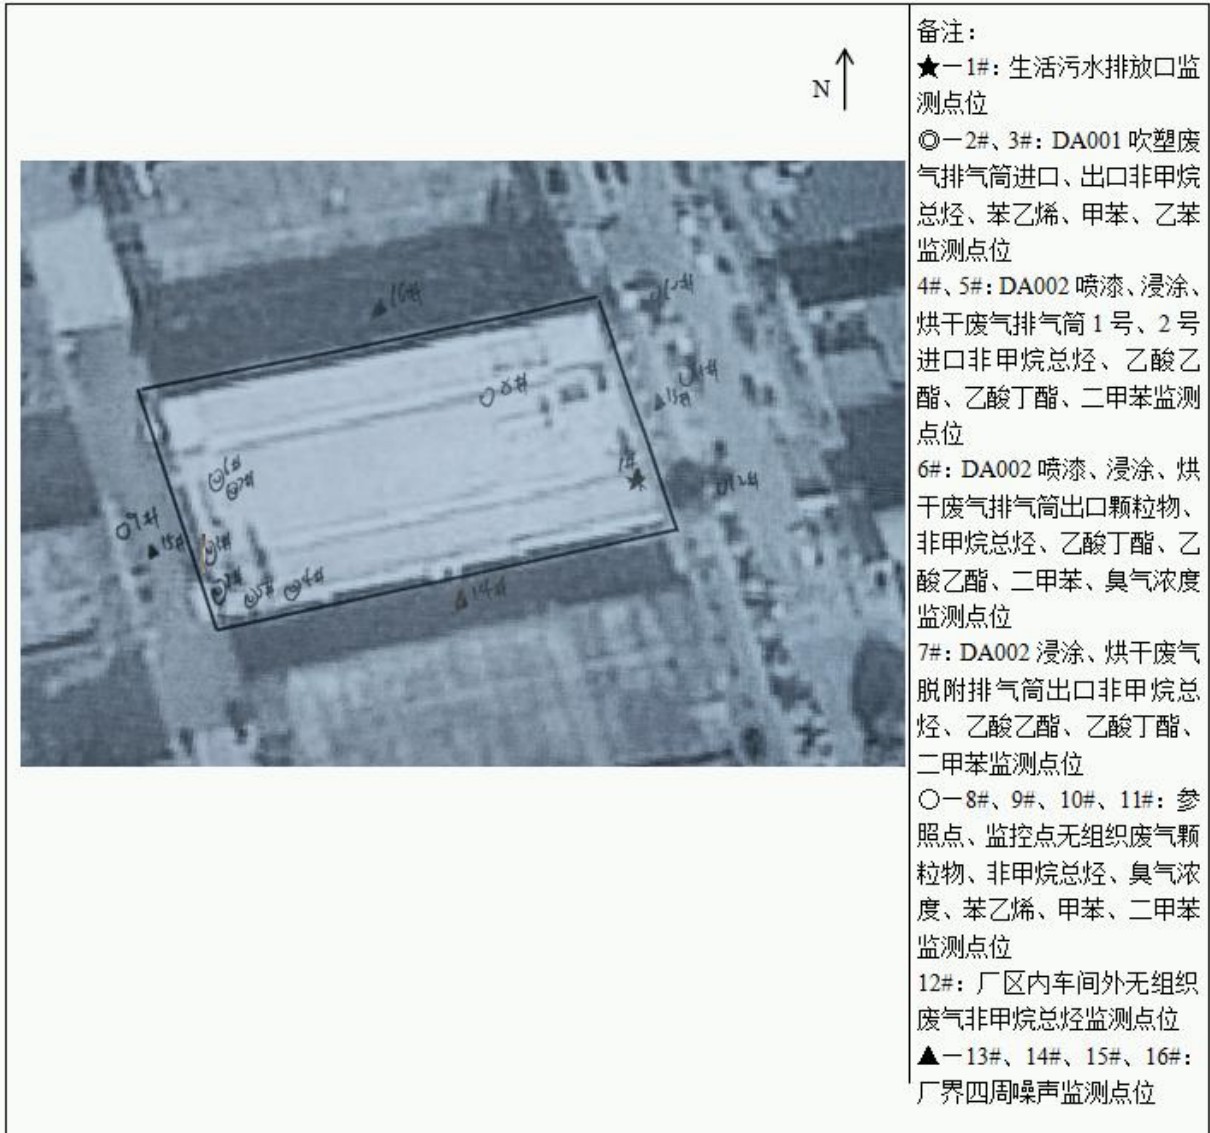 N
备注：
★－1#：生活污水排放口监
测点位
◎－2#、3#：DA001 吹塑废
气排气筒进口、出口非甲烷
总烃、苯乙烯、甲苯、乙苯
监测点位
4#、5#：DA002 喷漆、浸涂、
烘干废气排气筒 1 号、2 号
进口非甲烷总烃、乙酸乙
酯、乙酸丁酯、二甲苯监测
点位
6#：DA002 喷漆、浸涂、烘
干废气排气筒出口颗粒物、
非甲烷总烃、乙酸丁酯、乙
酸乙酯、二甲苯、臭气浓度
监测点位
7#：DA002 浸涂、烘干废气
脱附排气筒出口非甲烷总
烃、乙酸乙酯、乙酸丁酯、
二甲苯监测点位
○－8#、9#、10#、11#：参
照点、监控点无组织废气颗
粒物、非甲烷总烃、臭气浓
度、苯乙烯、甲苯、二甲苯
监测点位
12#：厂区内车间外无组织
废气非甲烷总烃监测点位
▲－13#、14#、15#、16#：
厂界四周噪声监测点位
▲16#
○8#
13#
1#
★
○12#
○9#
▲15#
▲14#